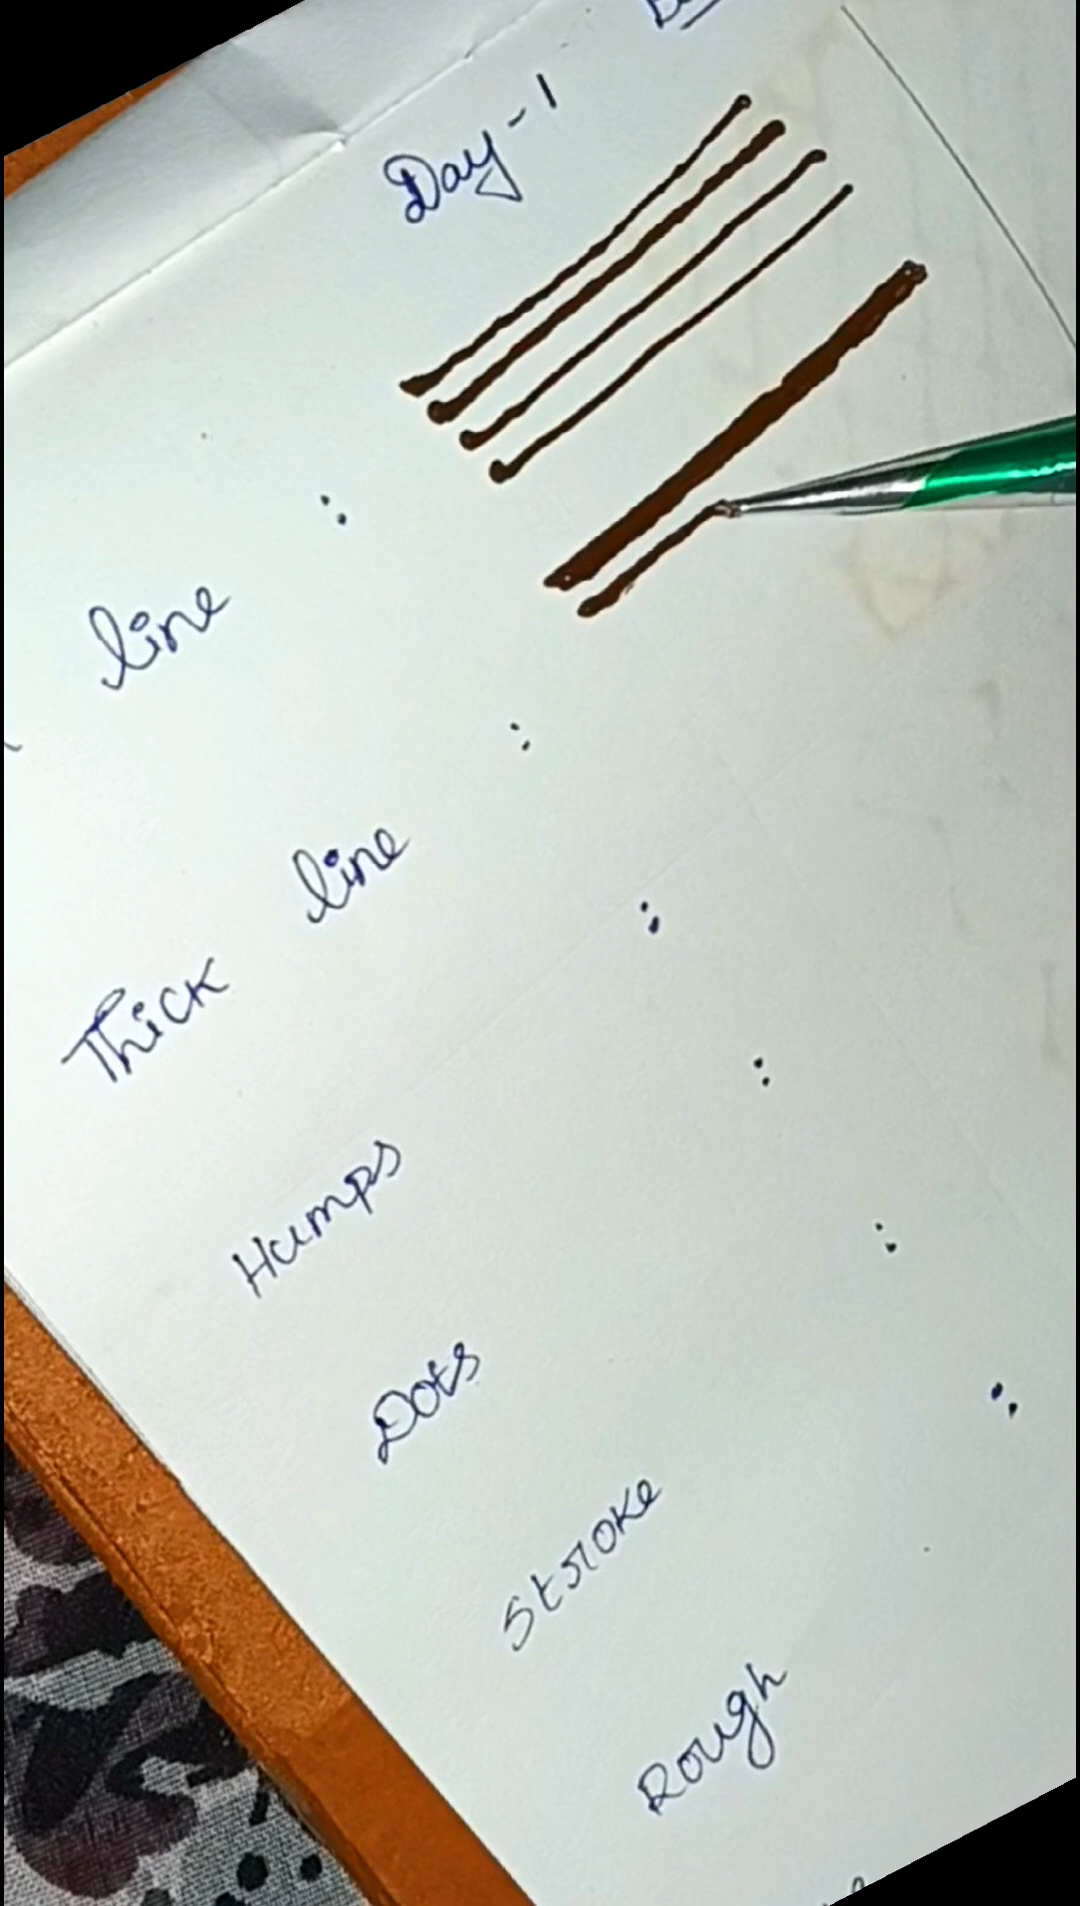 Day-1
line :
Thick line :
Humps :
Dots :
Stroke :
Rough :